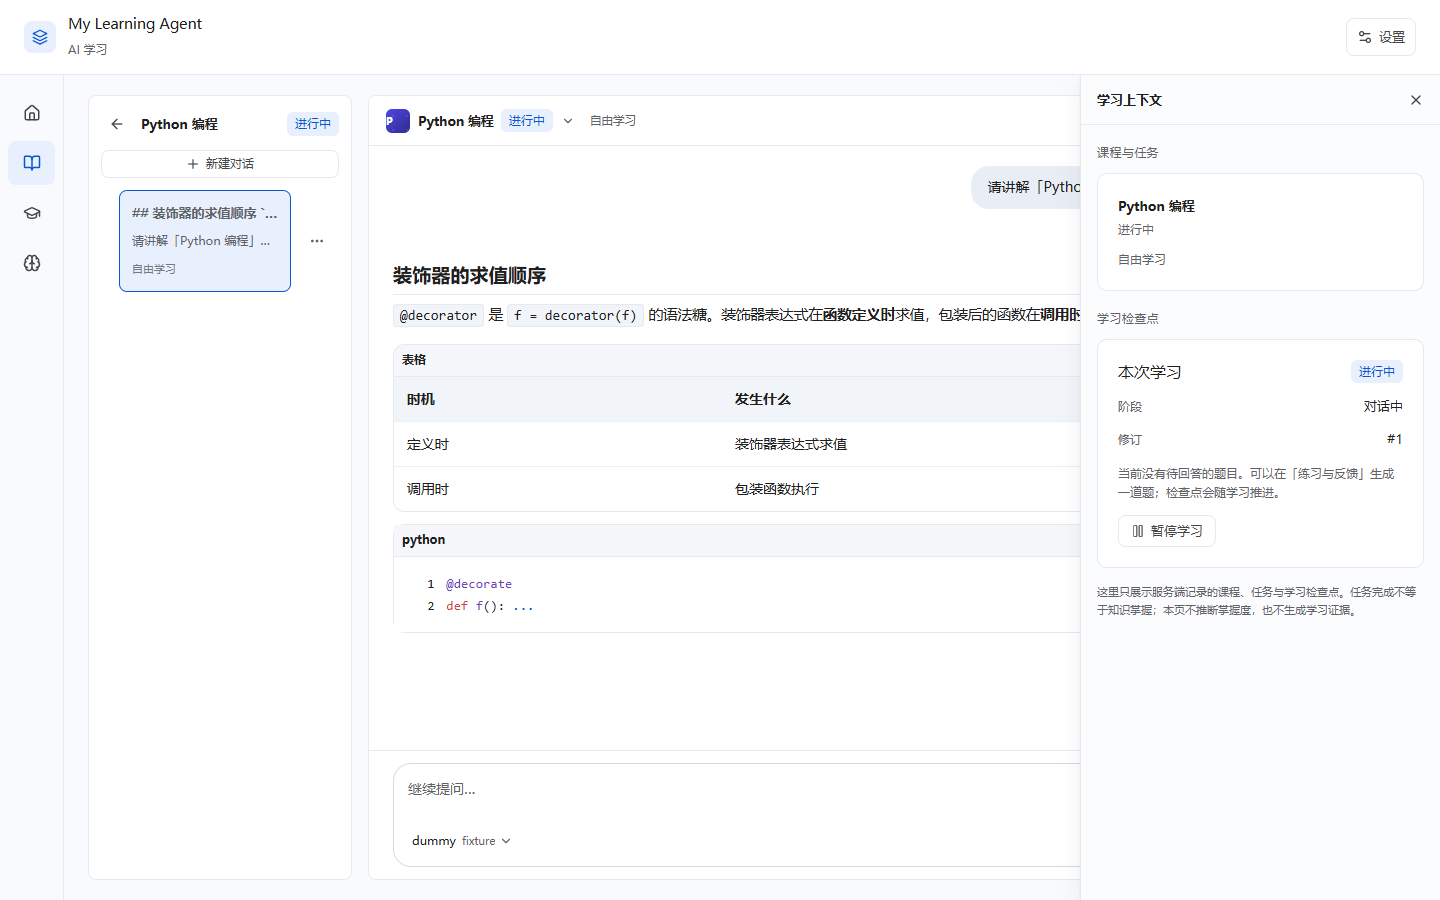 My Learning Agent
AI 学习
设置
Python 编程
进行中
新建对话
## 装饰器的求值顺序 `...
请讲解「Python 编程」...
自由学习
P
Python 编程
进行中
自由学习
请讲解「Pytho
装饰器的求值顺序
@decorator 是 f = decorator(f) 的语法糖。装饰器表达式在函数定义时求值，包装后的函数在调用时
表格
时机
发生什么
定义时
装饰器表达式求值
调用时
包装函数执行
python
1 @decorate
2 def f(): ...
继续提问...
dummy fixture
学习上下文
课程与任务
Python 编程
进行中
自由学习
学习检查点
本次学习
进行中
阶段
对话中
修订
#1
当前没有待回答的题目。可以在「练习与反馈」生成
一道题；检查点会随学习推进。
暂停学习
这里只展示服务端记录的课程、任务与学习检查点。任务完成不等
于知识掌握；本页不推断掌握度，也不生成学习证据。